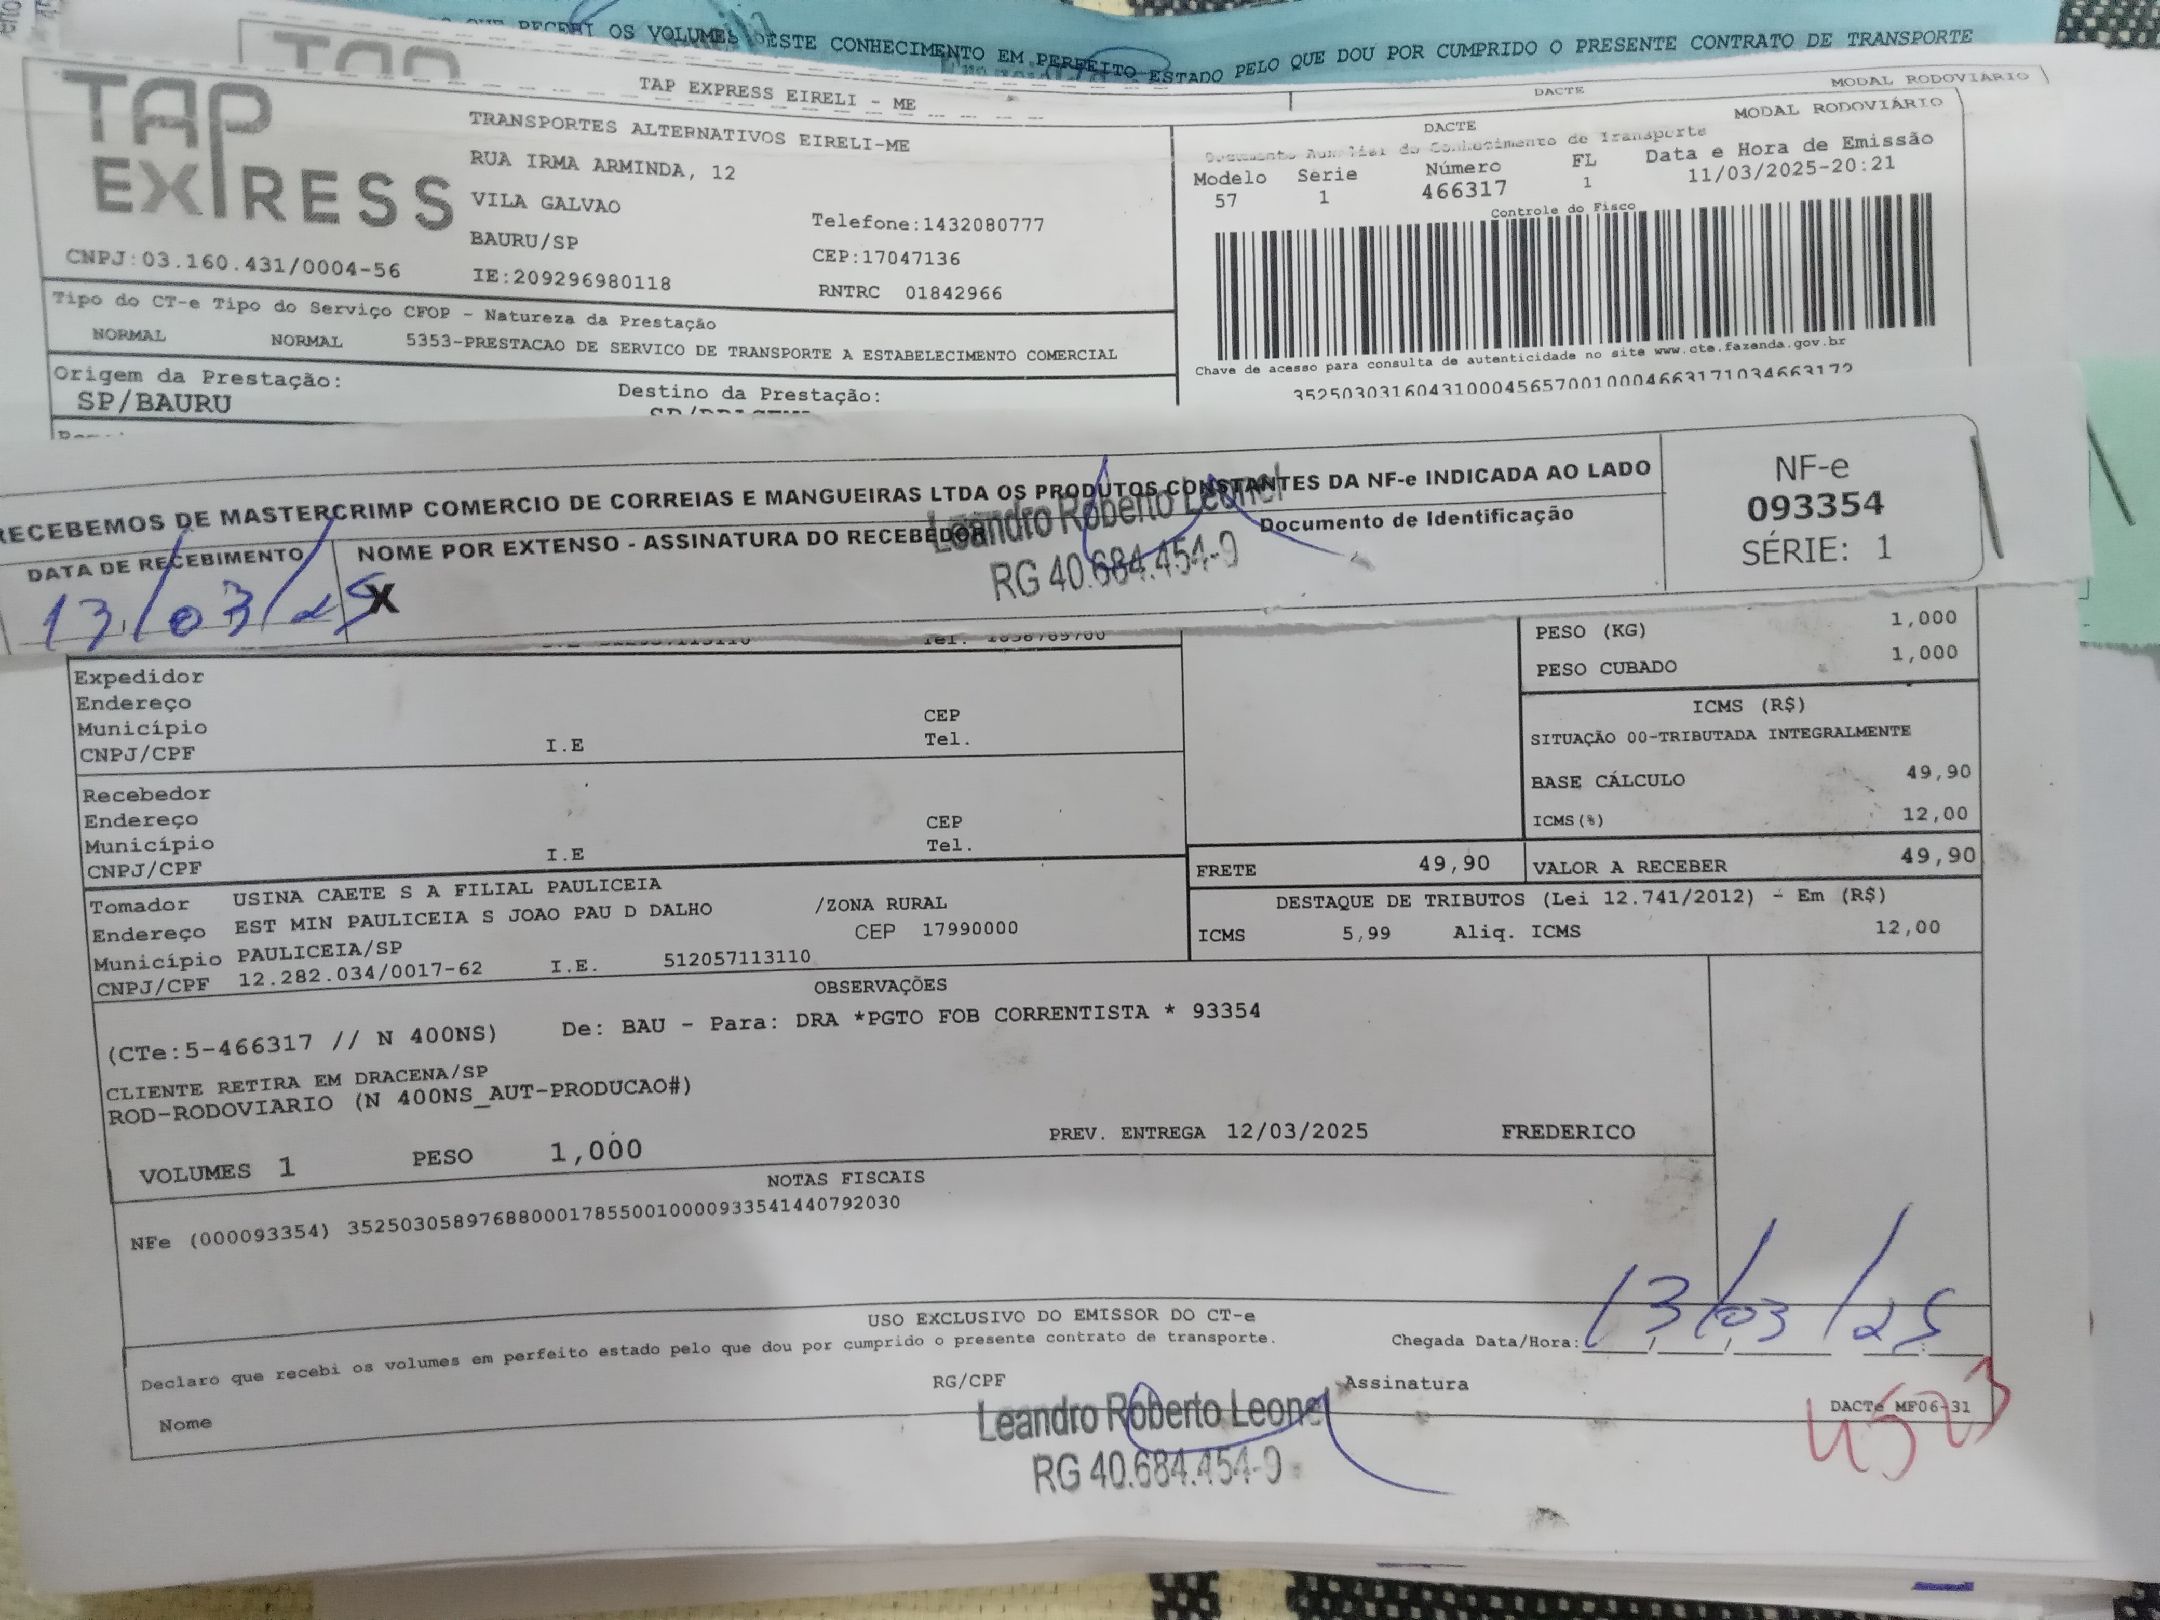 OS VOLUMES DESTE CONHECIMENTO EM PERFEITO ESTADO PELO QUE DOU POR CUMPRIDO O PRESENTE CONTRATO DE TRANSPORTE
TAP
TAP EXPRESS EIRELI - ME
DACTE
MODAL RODOVIÁRIO
TAP EXPRESS
TRANSPORTES ALTERNATIVOS EIRELI-ME
RUA IRMA ARMINDA, 12
VILA GALVAO
Telefone:1432080777
BAURU/SP
CEP:17047136
CNPJ:03.160.431/0004-56
IE:209296980118
RNTRC 01842966
DACTE
MODAL RODOVIÁRIO
Documento Auxiliar do Conhecimento de Transporte
Modelo Serie Número FL Data e Hora de Emissão
57 1 466317 1 11/03/2025-20:21
Controle do Fisco
Chave de acesso para consulta de autenticidade no site www.cte.fazenda.gov.br
35250303160431000456570010004663171034663172
Tipo do CT-e Tipo do Serviço CFOP - Natureza da Prestação
NORMAL NORMAL 5353-PRESTACAO DE SERVICO DE TRANSPORTE A ESTABELECIMENTO COMERCIAL
Origem da Prestação:
SP/BAURU
Destino da Prestação:
RECEBEMOS DE MASTERCRIMP COMERCIO DE CORREIAS E MANGUEIRAS LTDA OS PRODUTOS CONSTANTES DA NF-e INDICADA AO LADO
DATA DE RECEBIMENTO
13/03/25
NOME POR EXTENSO - ASSINATURA DO RECEBEDOR
X
Documento de Identificação
Leandro Roberto Leonel
RG 40.684.454-9
NF-e
093354
SÉRIE: 1
PESO (KG) 1,000
PESO CUBADO 1,000
Expedidor
Endereço
Município CEP
CNPJ/CPF I.E Tel.
ICMS (R$)
SITUAÇÃO 00-TRIBUTADA INTEGRALMENTE
BASE CÁLCULO 49,90
ICMS(%) 12,00
Recebedor
Endereço
Município CEP
CNPJ/CPF I.E Tel.
FRETE 49,90 VALOR A RECEBER 49,90
DESTAQUE DE TRIBUTOS (Lei 12.741/2012) - Em (R$)
ICMS 5,99 Aliq. ICMS 12,00
Tomador USINA CAETE S A FILIAL PAULICEIA
Endereço EST MIN PAULICEIA S JOAO PAU D DALHO /ZONA RURAL
Município PAULICEIA/SP CEP 17990000
CNPJ/CPF 12.282.034/0017-62 I.E. 512057113110
OBSERVAÇÕES
(CTe:5-466317 // N 400NS) De: BAU - Para: DRA *PGTO FOB CORRENTISTA * 93354
CLIENTE RETIRA EM DRACENA/SP
ROD-RODOVIARIO (N 400NS_AUT-PRODUCAO#)
VOLUMES 1 PESO 1,000 PREV. ENTREGA 12/03/2025 FREDERICO
NOTAS FISCAIS
NFe (000093354) 35250305897688000178550010000933541440792030
USO EXCLUSIVO DO EMISSOR DO CT-e
Declaro que recebi os volumes em perfeito estado pelo que dou por cumprido o presente contrato de transporte.
Chegada Data/Hora: 13/03/25
Nome RG/CPF Assinatura
Leandro Roberto Leonel
RG 40.684.454-9
DACTe MF06-31